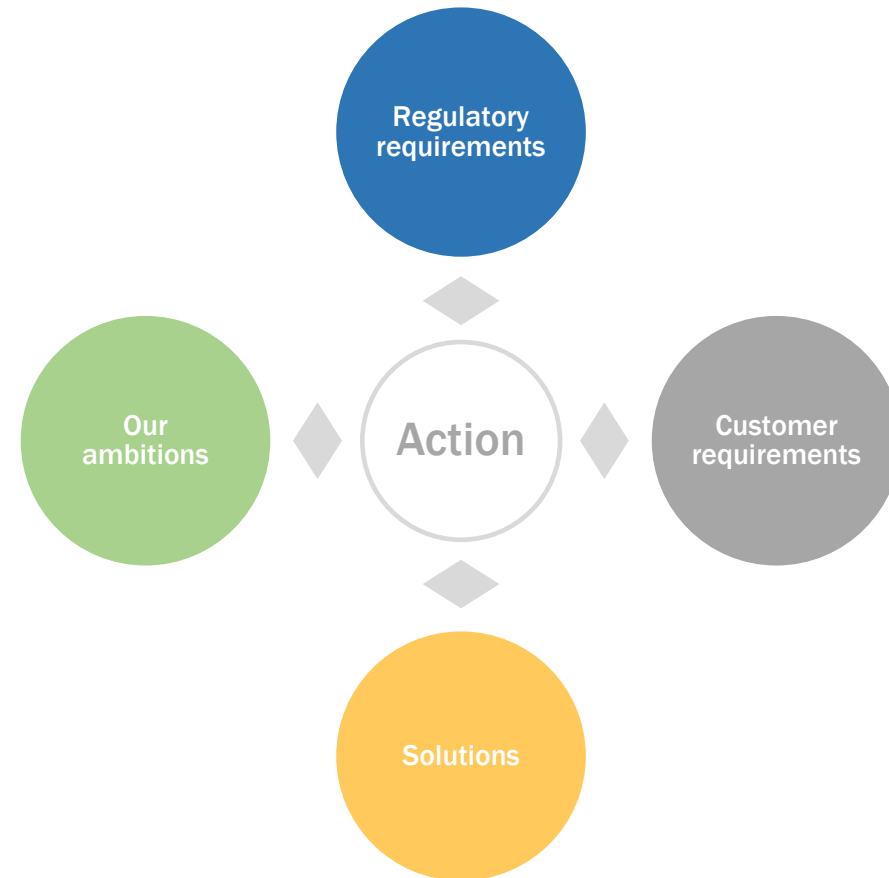 Regulatory
requirements
Our
ambitions
Action
Customer
requirements
Solutions